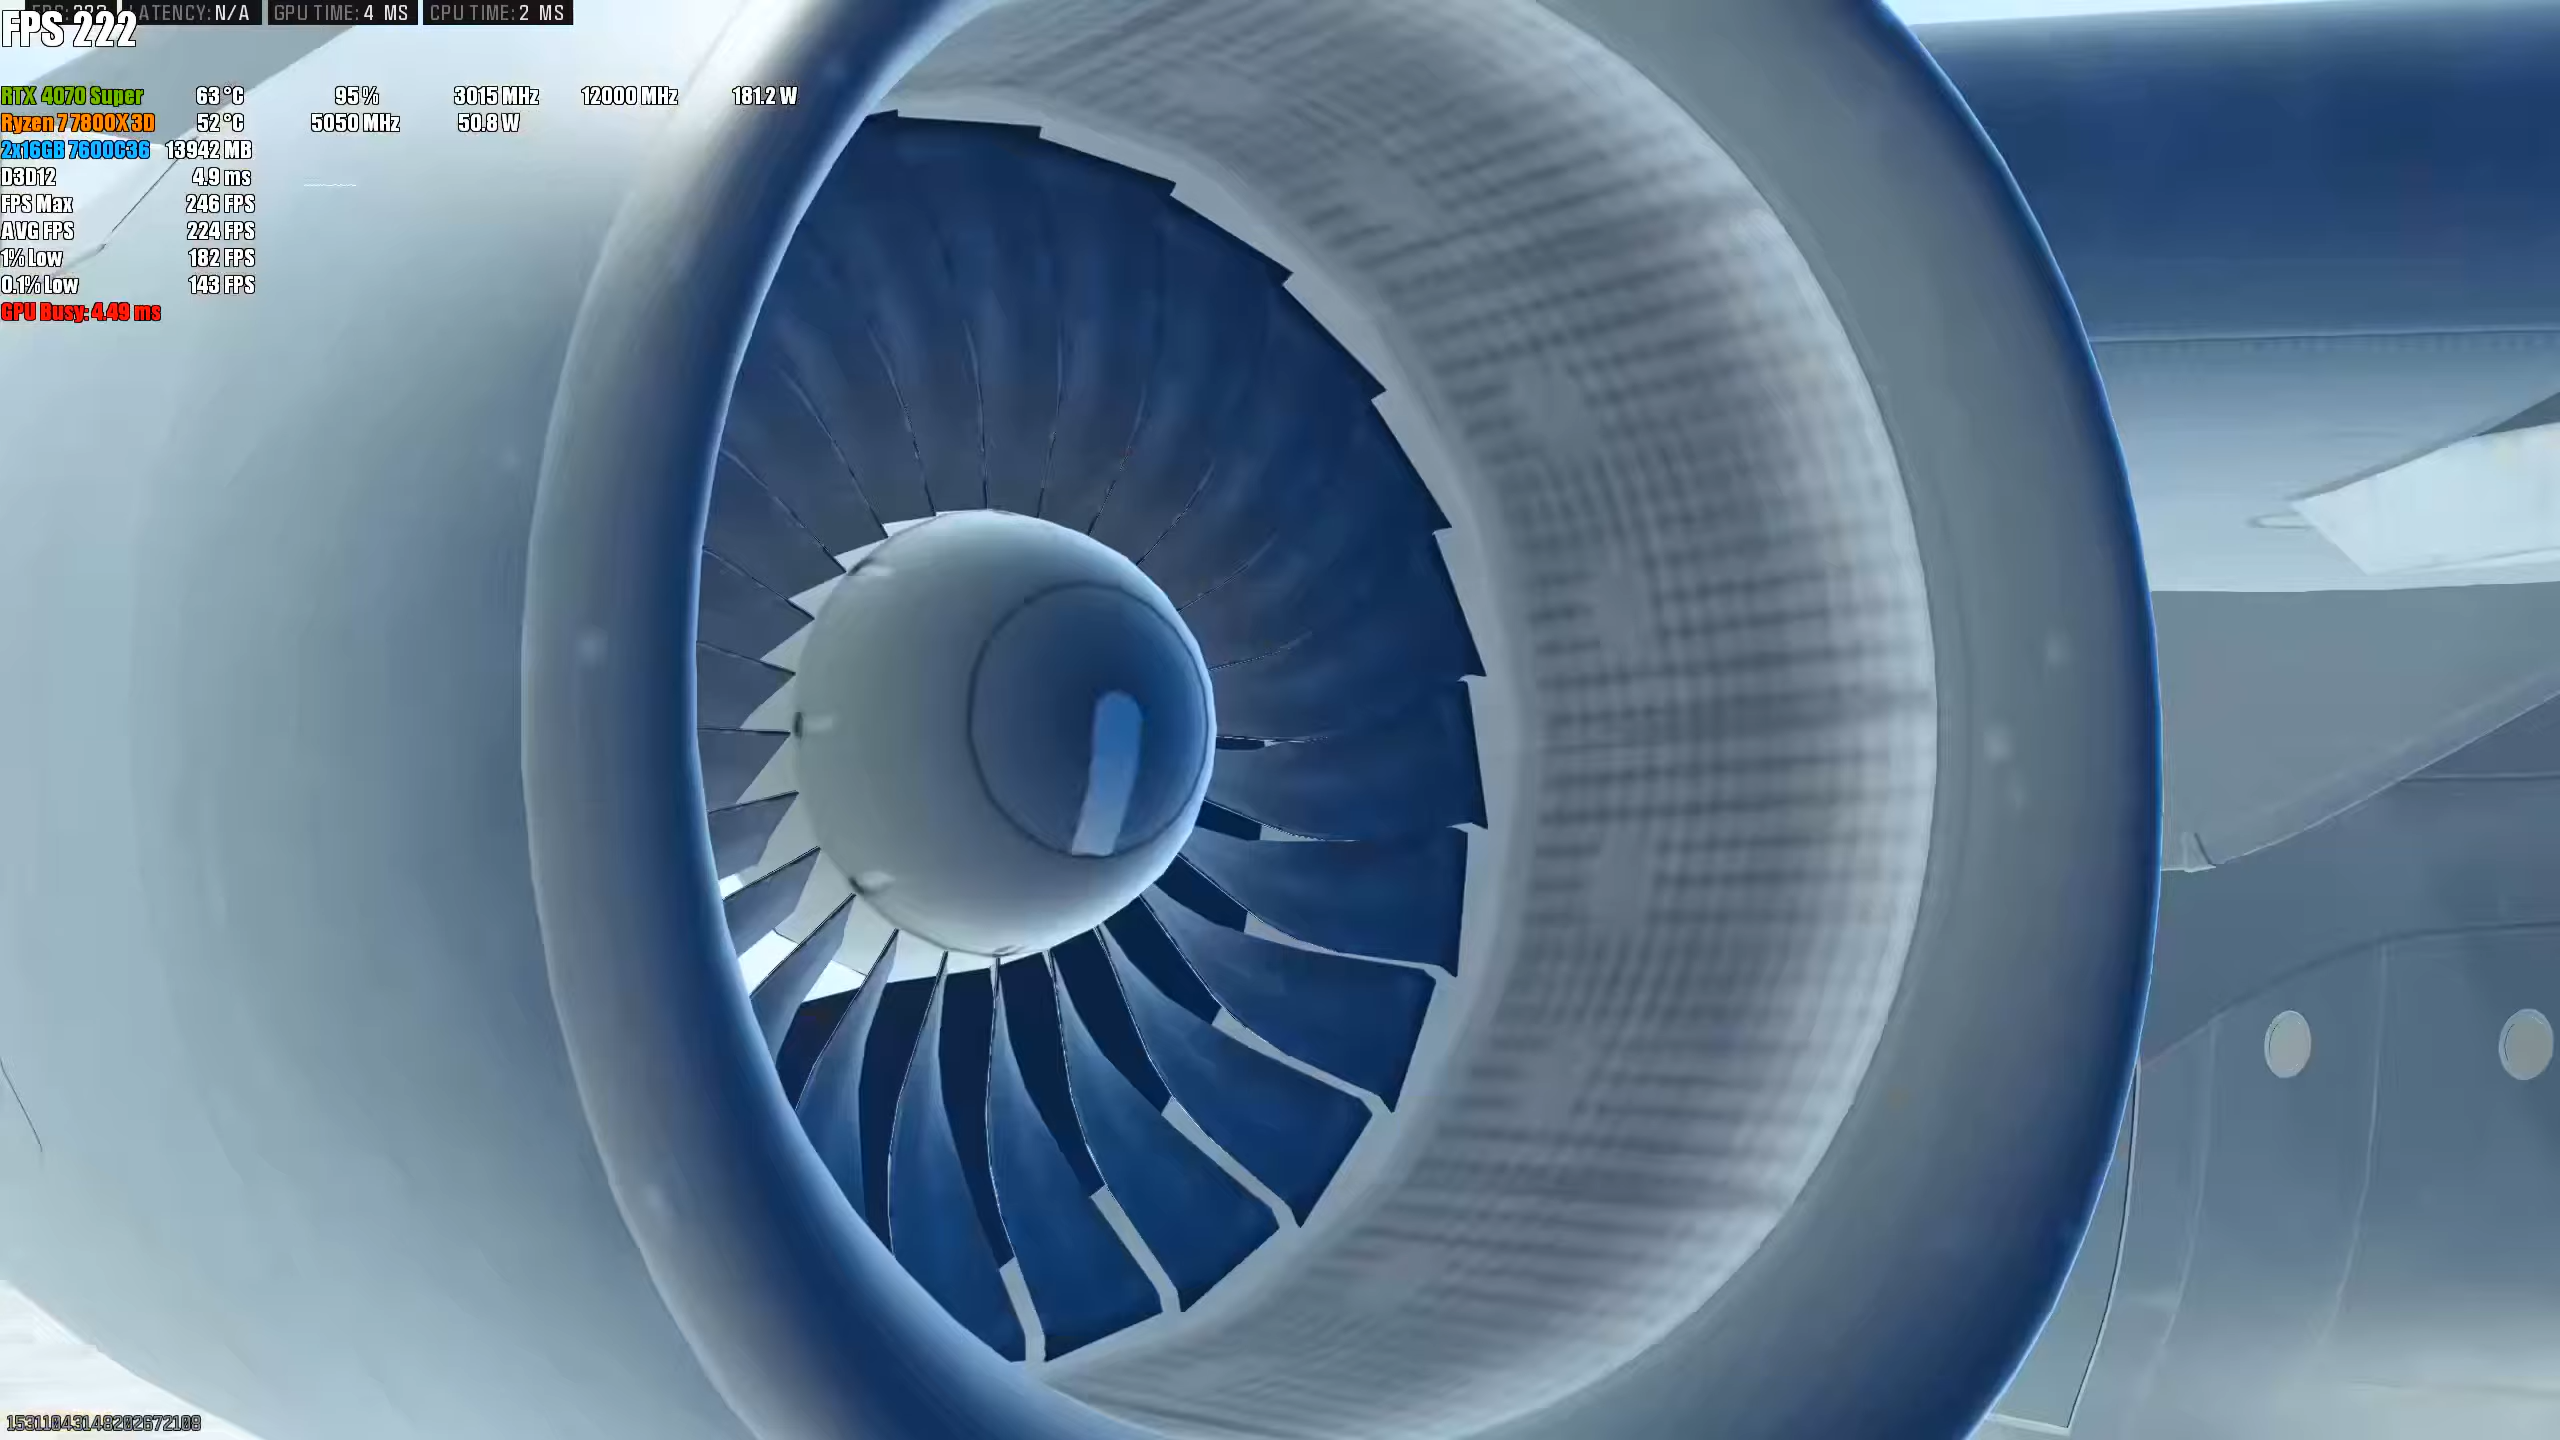 LATENCY: N/A GPU TIME: 4 MS CPU TIME: 2 MS
FPS 222
RTX 4070 Super 63 °C 95 % 3015 MHz 12000 MHz 181.2 W
Ryzen 7 7800X3D 52 °C 5050 MHz 50.8 W
2x16GB 7600C36 13942 MB
D3D12 4.9 ms
FPS Max 246 FPS
AVG FPS 224 FPS
1% Low 182 FPS
0.1% Low 143 FPS
GPU Busy: 4.49 ms
15311043148202672108